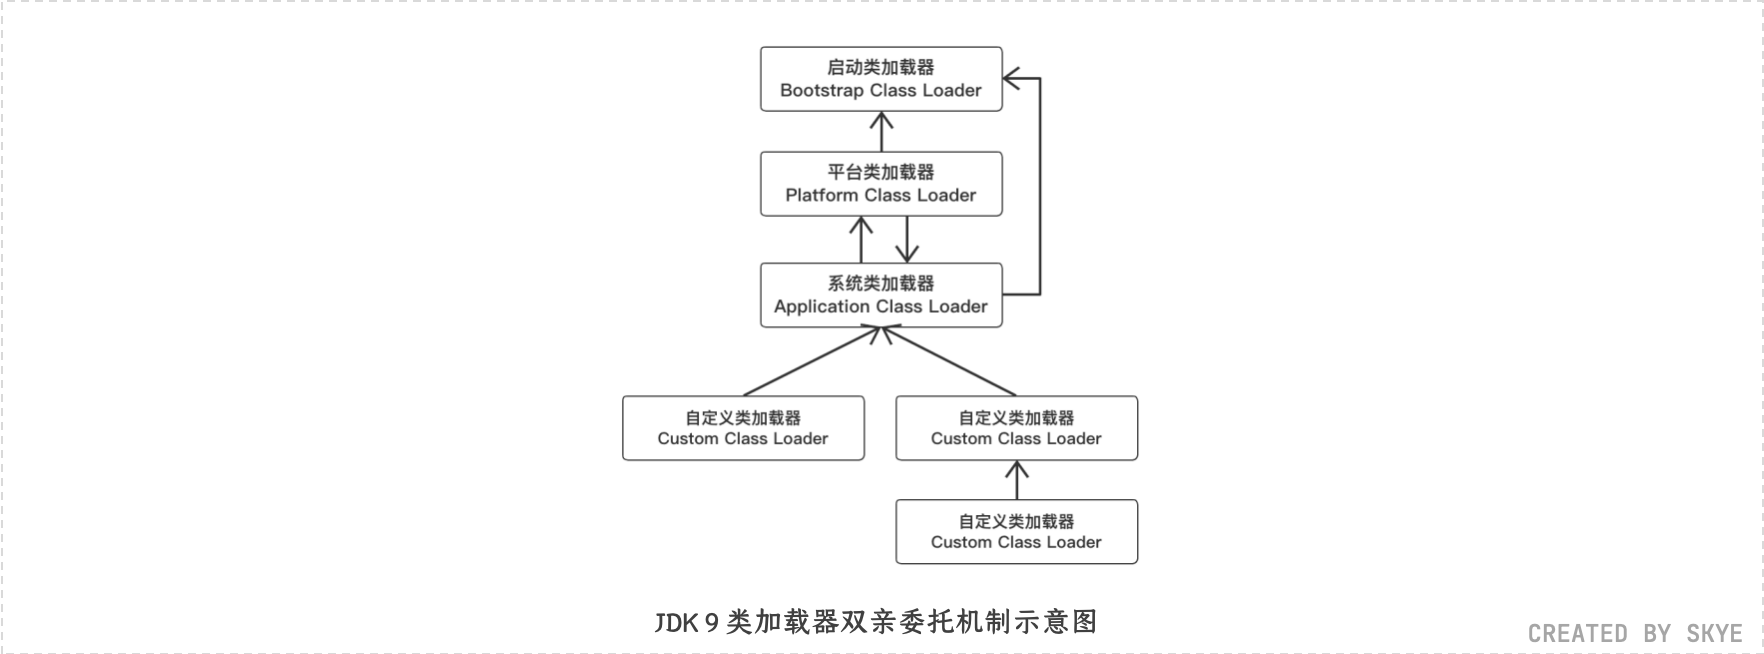 启动类加载器
Bootstrap Class Loader
平台类加载器
Platform Class Loader
系统类加载器
Application Class Loader
自定义类加载器
Custom Class Loader
自定义类加载器
Custom Class Loader
自定义类加载器
Custom Class Loader
JDK 9 类加载器双亲委托机制示意图
CREATED BY SKYE